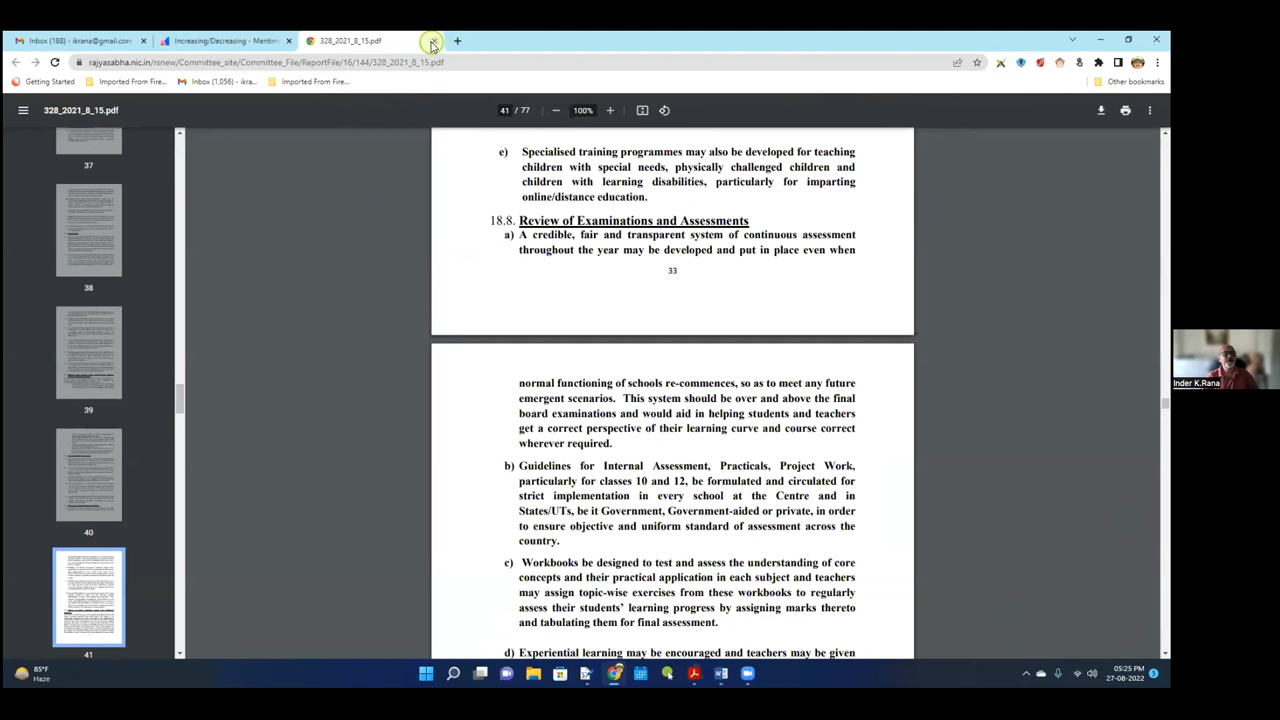 Inbox (188) - ikrana@gmail.com
Increasing/Decreasing - Mentim
328_2021_8_15.pdf
rajyasabha.nic.in/rsnew/Committee_site/Committee_File/ReportFile/16/144/328_2021_8_15.pdf
Getting Started
Imported From Fire...
Inbox (1,056) - ikra...
Imported From Fire...
Other bookmarks
328_2021_8_15.pdf
41 / 77
100%
37
38
39
40
41
e) Specialised training programmes may also be developed for teaching
children with special needs, physically challenged children and
children with learning disabilities, particularly for imparting
online/distance education.
18.8. Review of Examinations and Assessments
a) A credible, fair and transparent system of continuous assessment
throughout the year may be developed and put in place even when
33
normal functioning of schools re-commences, so as to meet any future
emergent scenarios. This system should be over and above the final
board examinations and would aid in helping students and teachers
get a correct perspective of their learning curve and course correct
wherever required.
b) Guidelines for Internal Assessment, Practicals, Project Work,
particularly for classes 10 and 12, be formulated and circulated for
strict implementation in every school at the Centre and in
States/UTs, be it Government, Government-aided or private, in order
to ensure objective and uniform standard of assessment across the
country.
c) Workbooks be designed to test and assess the understanding of core
concepts and their practical application in each subject and teachers
may assign topic-wise exercises from these workbooks to regularly
assess their students' learning progress by assigning marks thereto
and tabulating them for final assessment.
d) Experiential learning may be encouraged and teachers may be given
Inder K.Rana
85°F
Haze
05:25 PM
27-08-2022
3